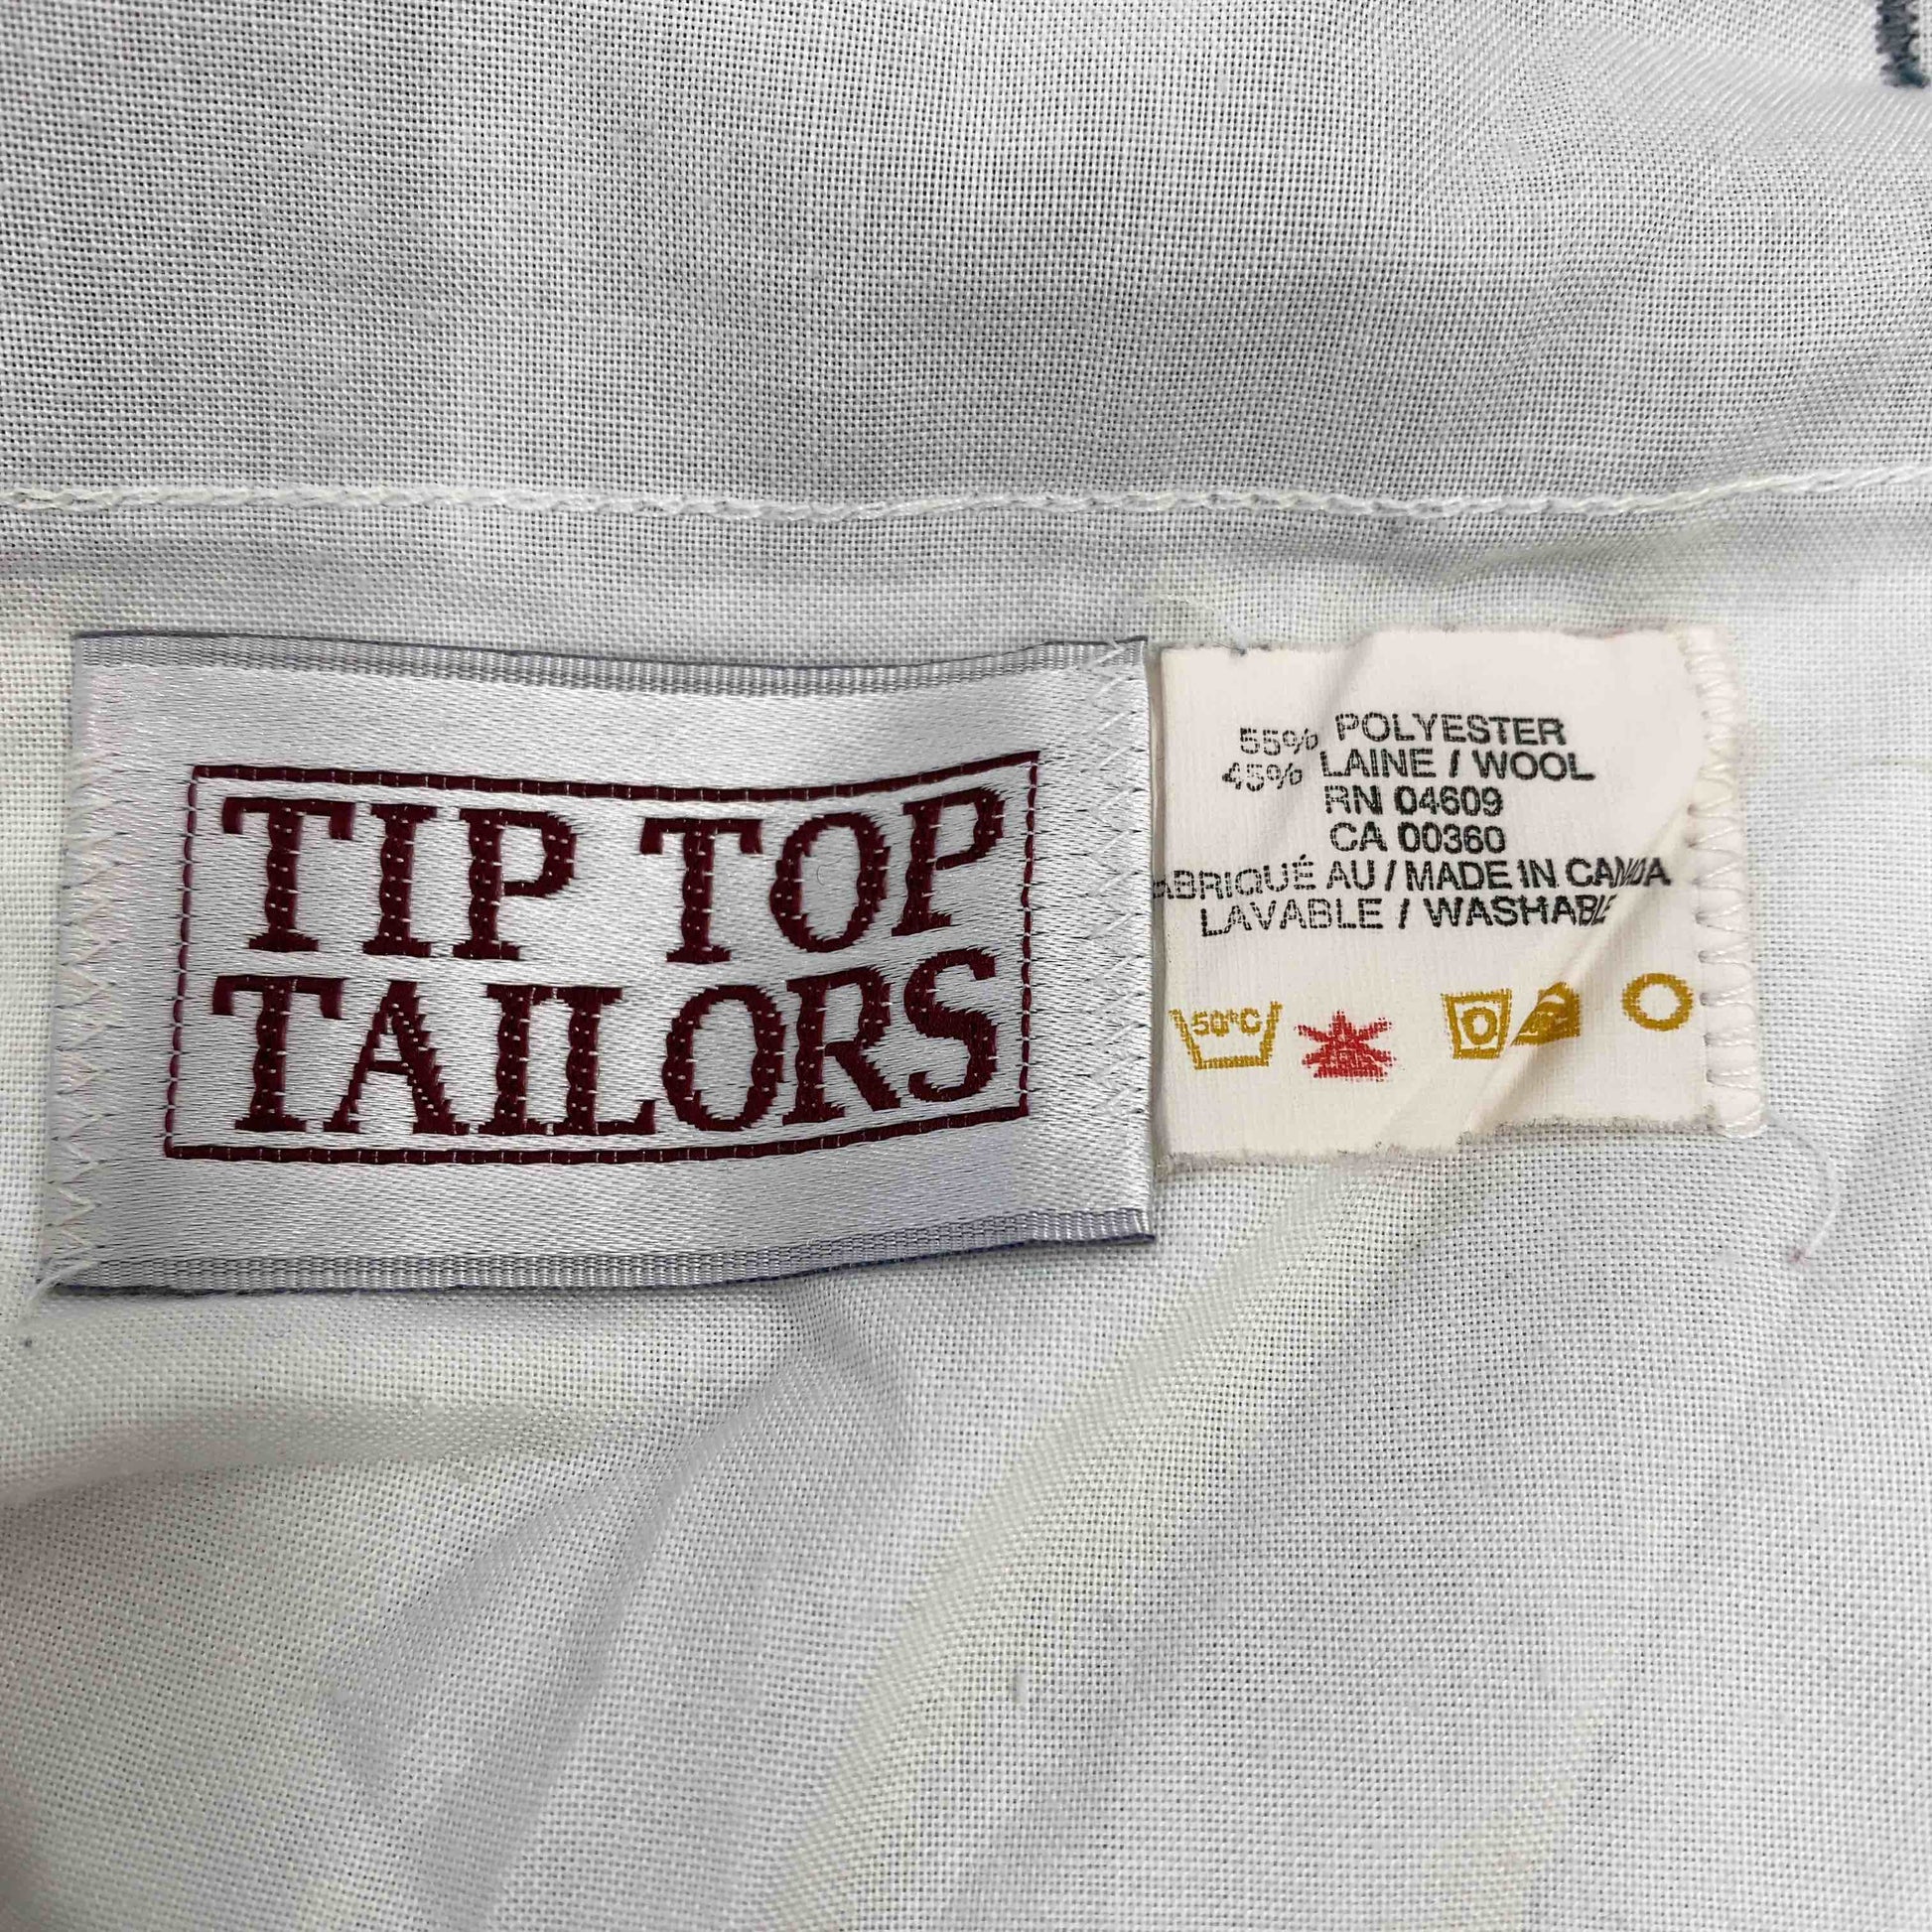 TIP TOP
TAILORS
55% POLYESTER
45% LAINE / WOOL
RN 04609
CA 00360
ABRIQUÉ AU / MADE IN CANADA
LAVABLE / WASHABLE
50°C